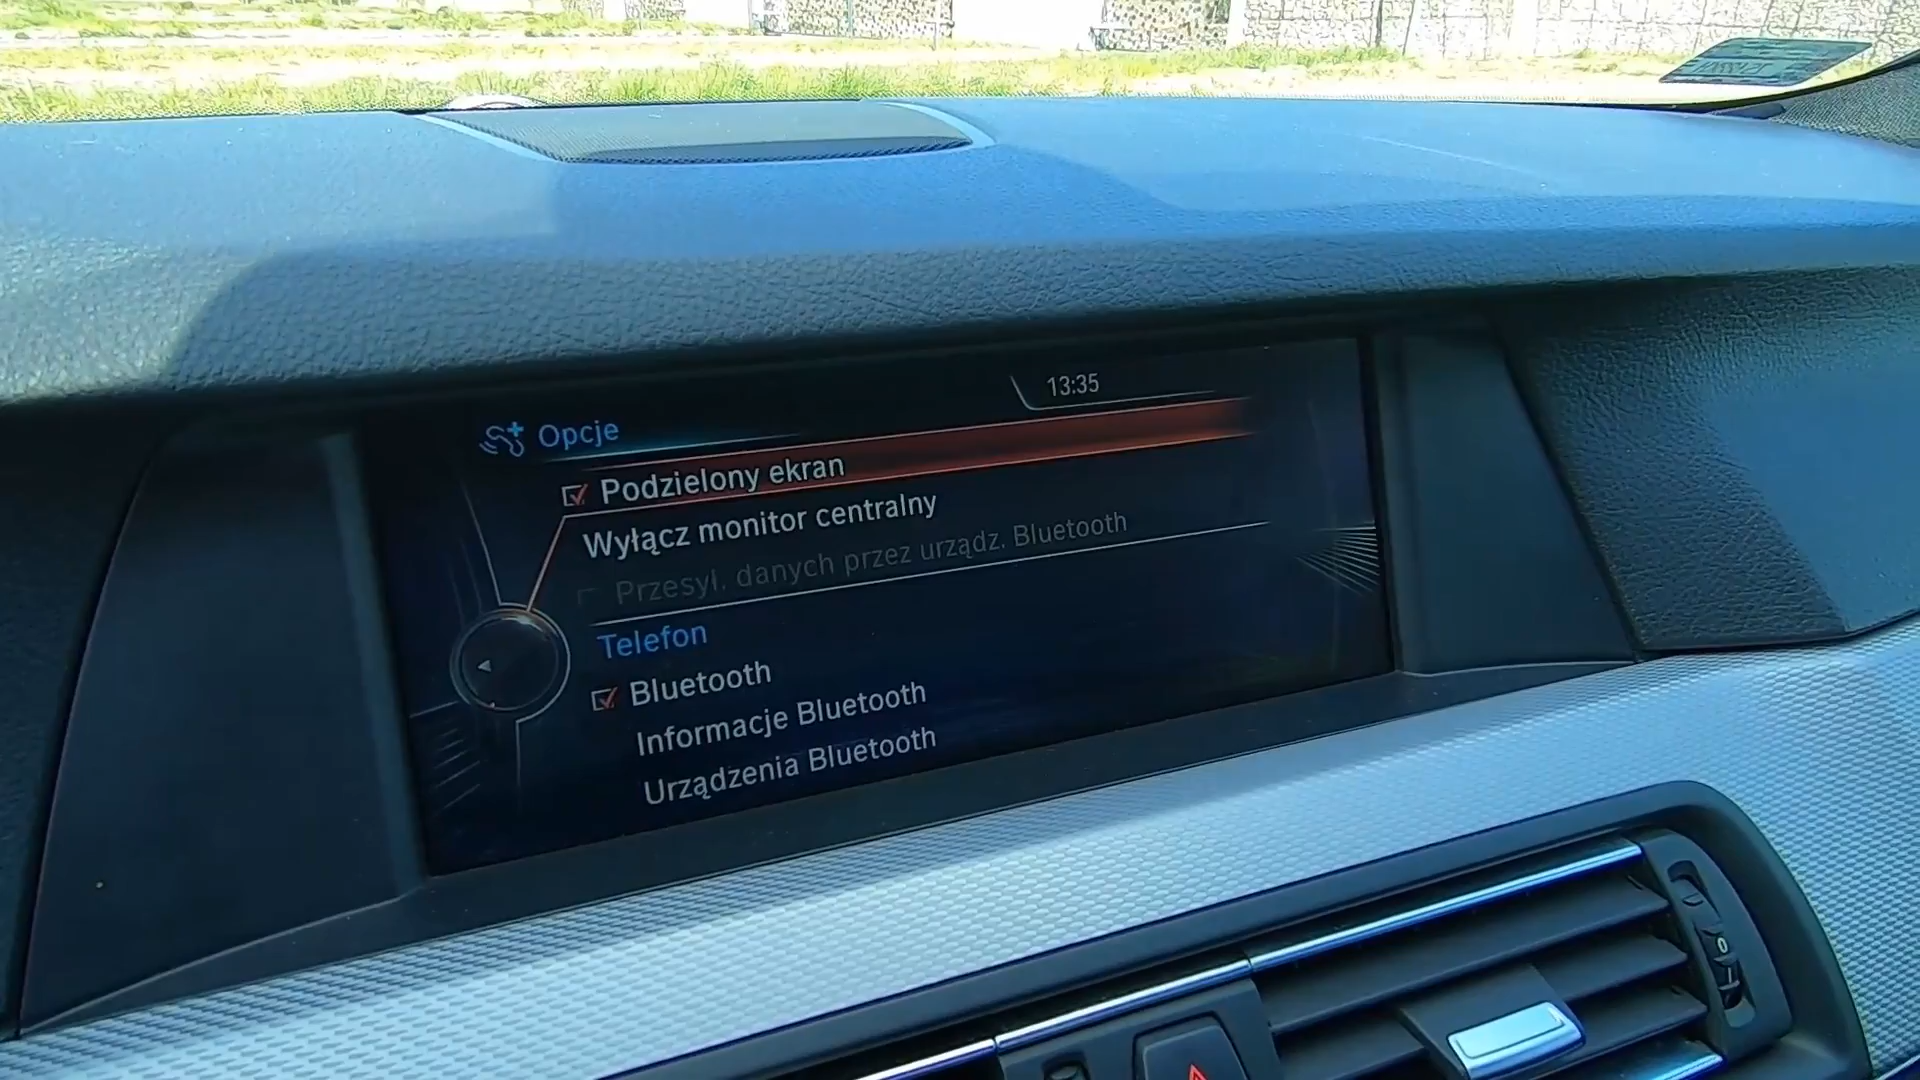 13:35
Opcje
Podzielony ekran
Wyłącz monitor centralny
Przesył. danych przez urządz. Bluetooth
Telefon
Bluetooth
Informacje Bluetooth
Urządzenia Bluetooth
0